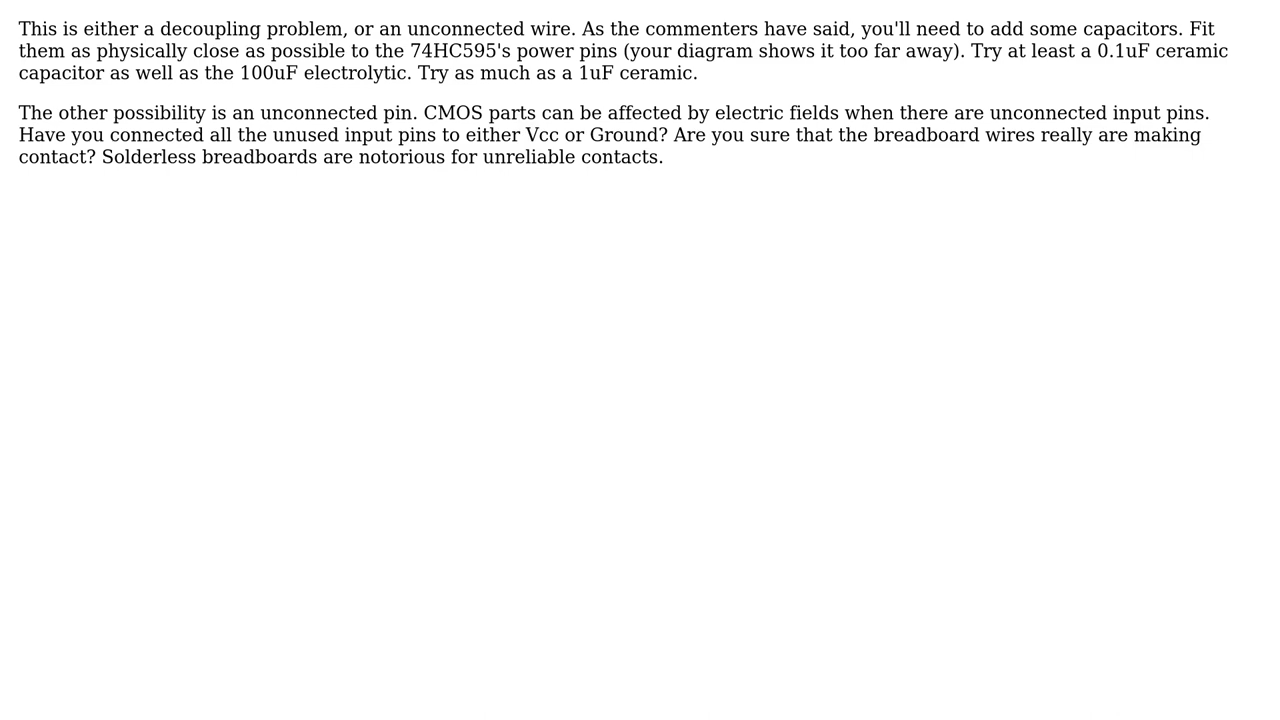 This is either a decoupling problem, or an unconnected wire. As the commenters have said, you'll need to add some capacitors. Fit
them as physically close as possible to the 74HC595's power pins (your diagram shows it too far away). Try at least a 0.1uF ceramic
capacitor as well as the 100uF electrolytic. Try as much as a 1uF ceramic.
The other possibility is an unconnected pin. CMOS parts can be affected by electric fields when there are unconnected input pins.
Have you connected all the unused input pins to either Vcc or Ground? Are you sure that the breadboard wires really are making
contact? Solderless breadboards are notorious for unreliable contacts.